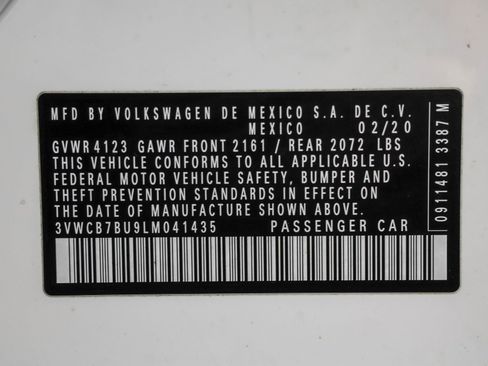 MFD BY VOLKSWAGEN DE MEXICO S.A. DE C.V.
MEXICO 02/20
GVWR 4123 GAWR FRONT 2161 / REAR 2072 LBS
THIS VEHICLE CONFORMS TO ALL APPLICABLE U.S.
FEDERAL MOTOR VEHICLE SAFETY, BUMPER AND
THEFT PREVENTION STANDARDS IN EFFECT ON
THE DATE OF MANUFACTURE SHOWN ABOVE.
3VWCB7BU9LM041435 PASSENGER CAR
0911481 3387M